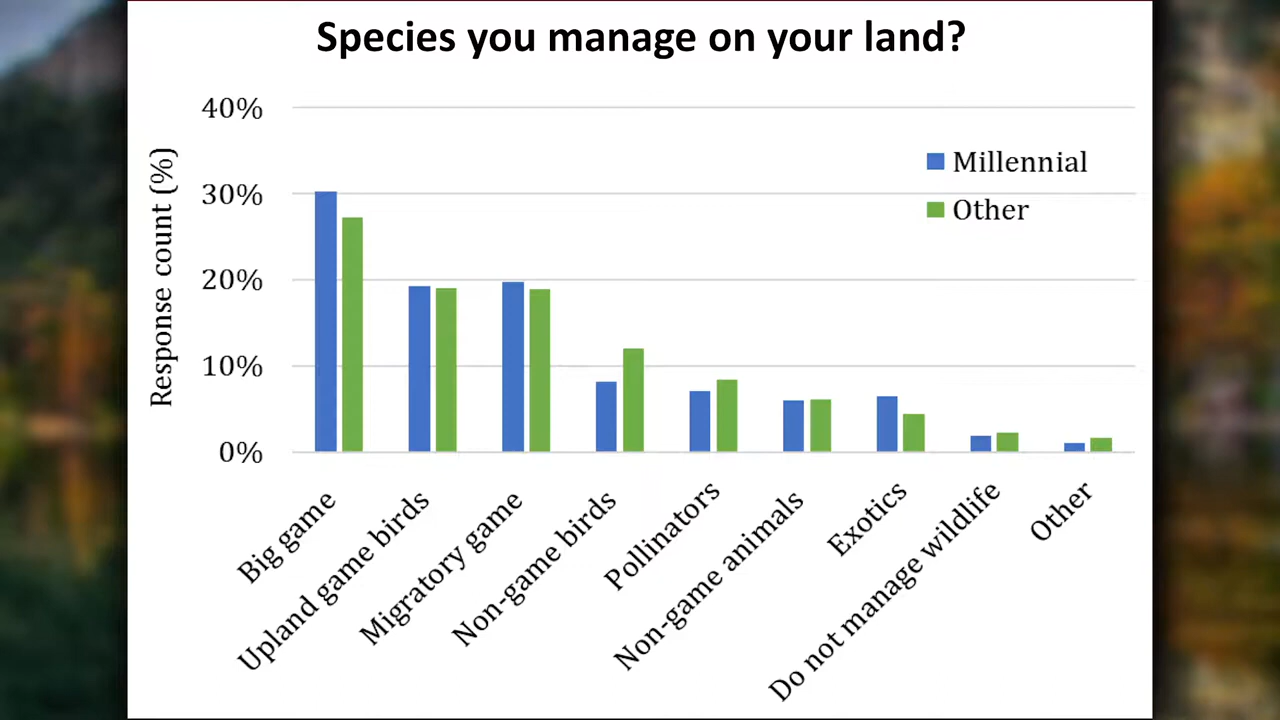 Species you manage on your land?
Response count (%)
40%
30%
20%
10%
0%
Millennial
Other
Big game
Upland game birds
Migratory game
Non-game birds
Pollinators
Non-game animals
Exotics
Do not manage wildlife
Other